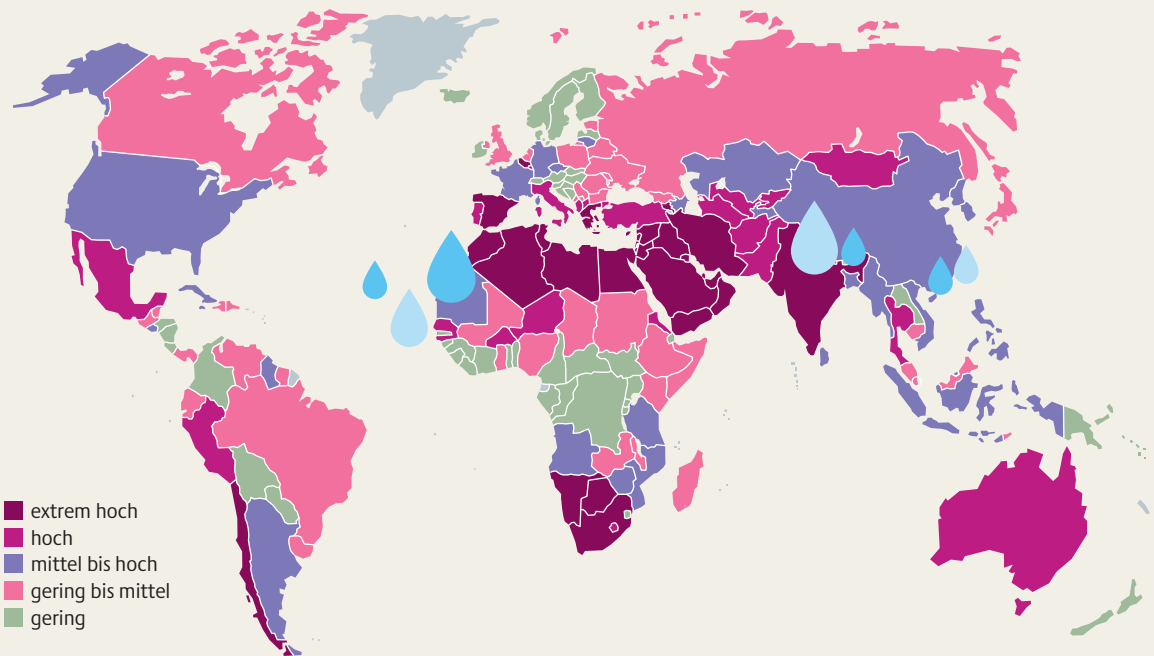 extrem hoch
hoch
mittel bis hoch
gering bis mittel
gering